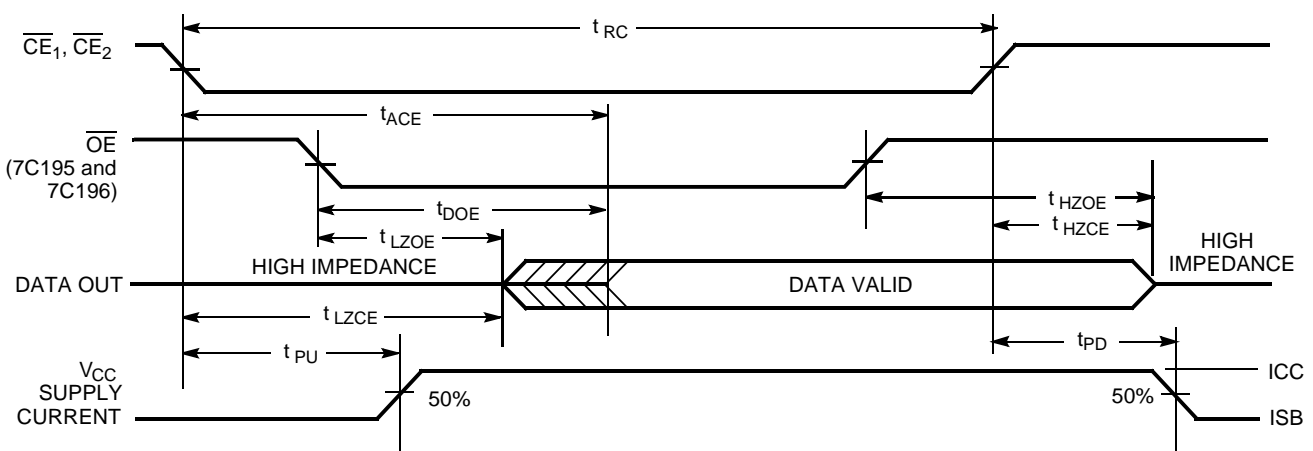 t RC
CE1, CE2
tACE
OE
(7C195 and
7C196)
tDOE
t HZOE
t LZOE
t HZCE
HIGH
IMPEDANCE
HIGH IMPEDANCE
DATA OUT
DATA VALID
t LZCE
t PU
tPD
VCC
SUPPLY
CURRENT
50%
50%
ICC
ISB